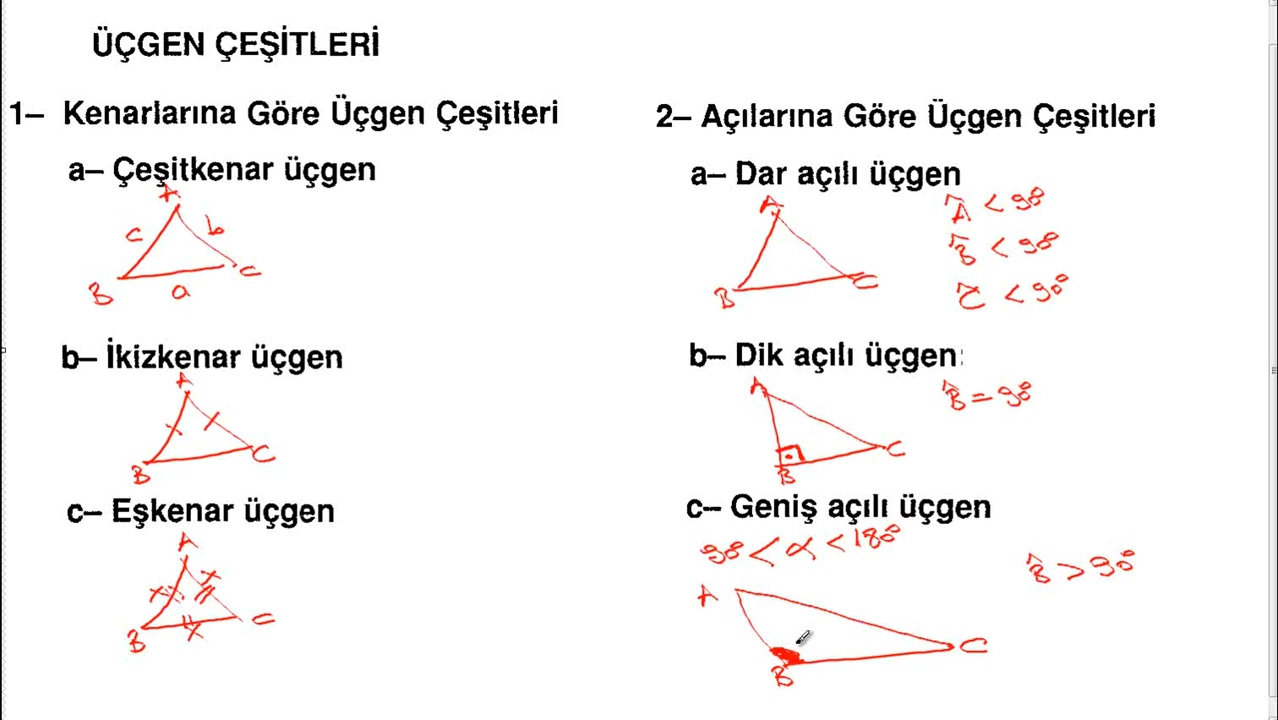 ÜÇGEN ÇEŞİTLERİ
1– Kenarlarına Göre Üçgen Çeşitleri
a– Çeşitkenar üçgen
A
c b
B a C
b– İkizkenar üçgen
A
B C
c– Eşkenar üçgen
A
x x
B x C
2– Açılarına Göre Üçgen Çeşitleri
a– Dar açılı üçgen
A
B C
Â < 90°
B̂ < 90°
Ĉ < 90°
b– Dik açılı üçgen:
A
B C
B̂ = 90°
c– Geniş açılı üçgen
90° < α < 180°
B̂ > 90°
A
B C